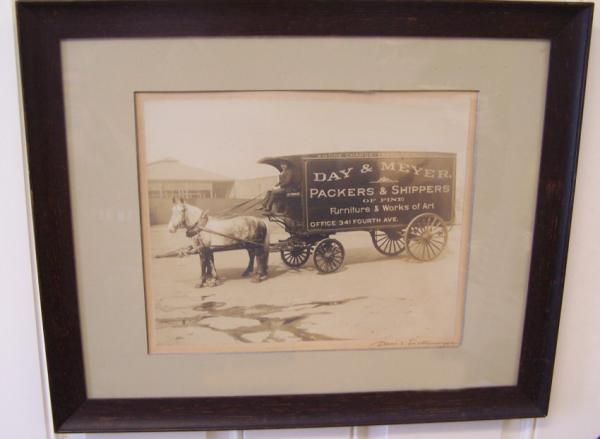 DAY & MEYER.
PACKERS & SHIPPERS
OF FINE
FURNITURE & WORKS OF ART
OFFICE 341 FOURTH AVE.